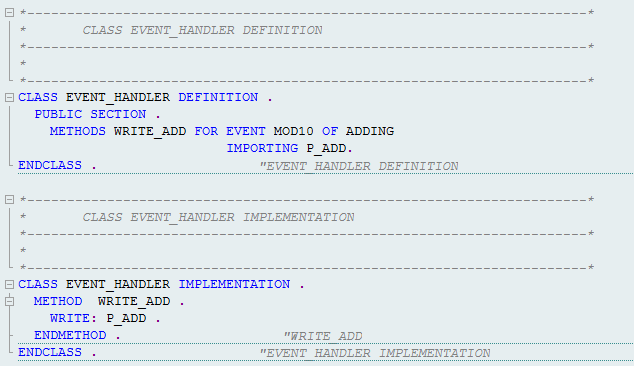 *----------------------------------------------------------------------*
*       CLASS EVENT_HANDLER DEFINITION
*----------------------------------------------------------------------*
*
*----------------------------------------------------------------------*
CLASS EVENT_HANDLER DEFINITION .
  PUBLIC SECTION .
    METHODS WRITE_ADD FOR EVENT MOD10 OF ADDING
                          IMPORTING P_ADD.
ENDCLASS .                    "EVENT_HANDLER DEFINITION
*----------------------------------------------------------------------*
*       CLASS EVENT_HANDLER IMPLEMENTATION
*----------------------------------------------------------------------*
*
*----------------------------------------------------------------------*
CLASS EVENT_HANDLER IMPLEMENTATION .
  METHOD  WRITE_ADD .
    WRITE: P_ADD .
  ENDMETHOD .                    "WRITE_ADD
ENDCLASS .                    "EVENT_HANDLER IMPLEMENTATION